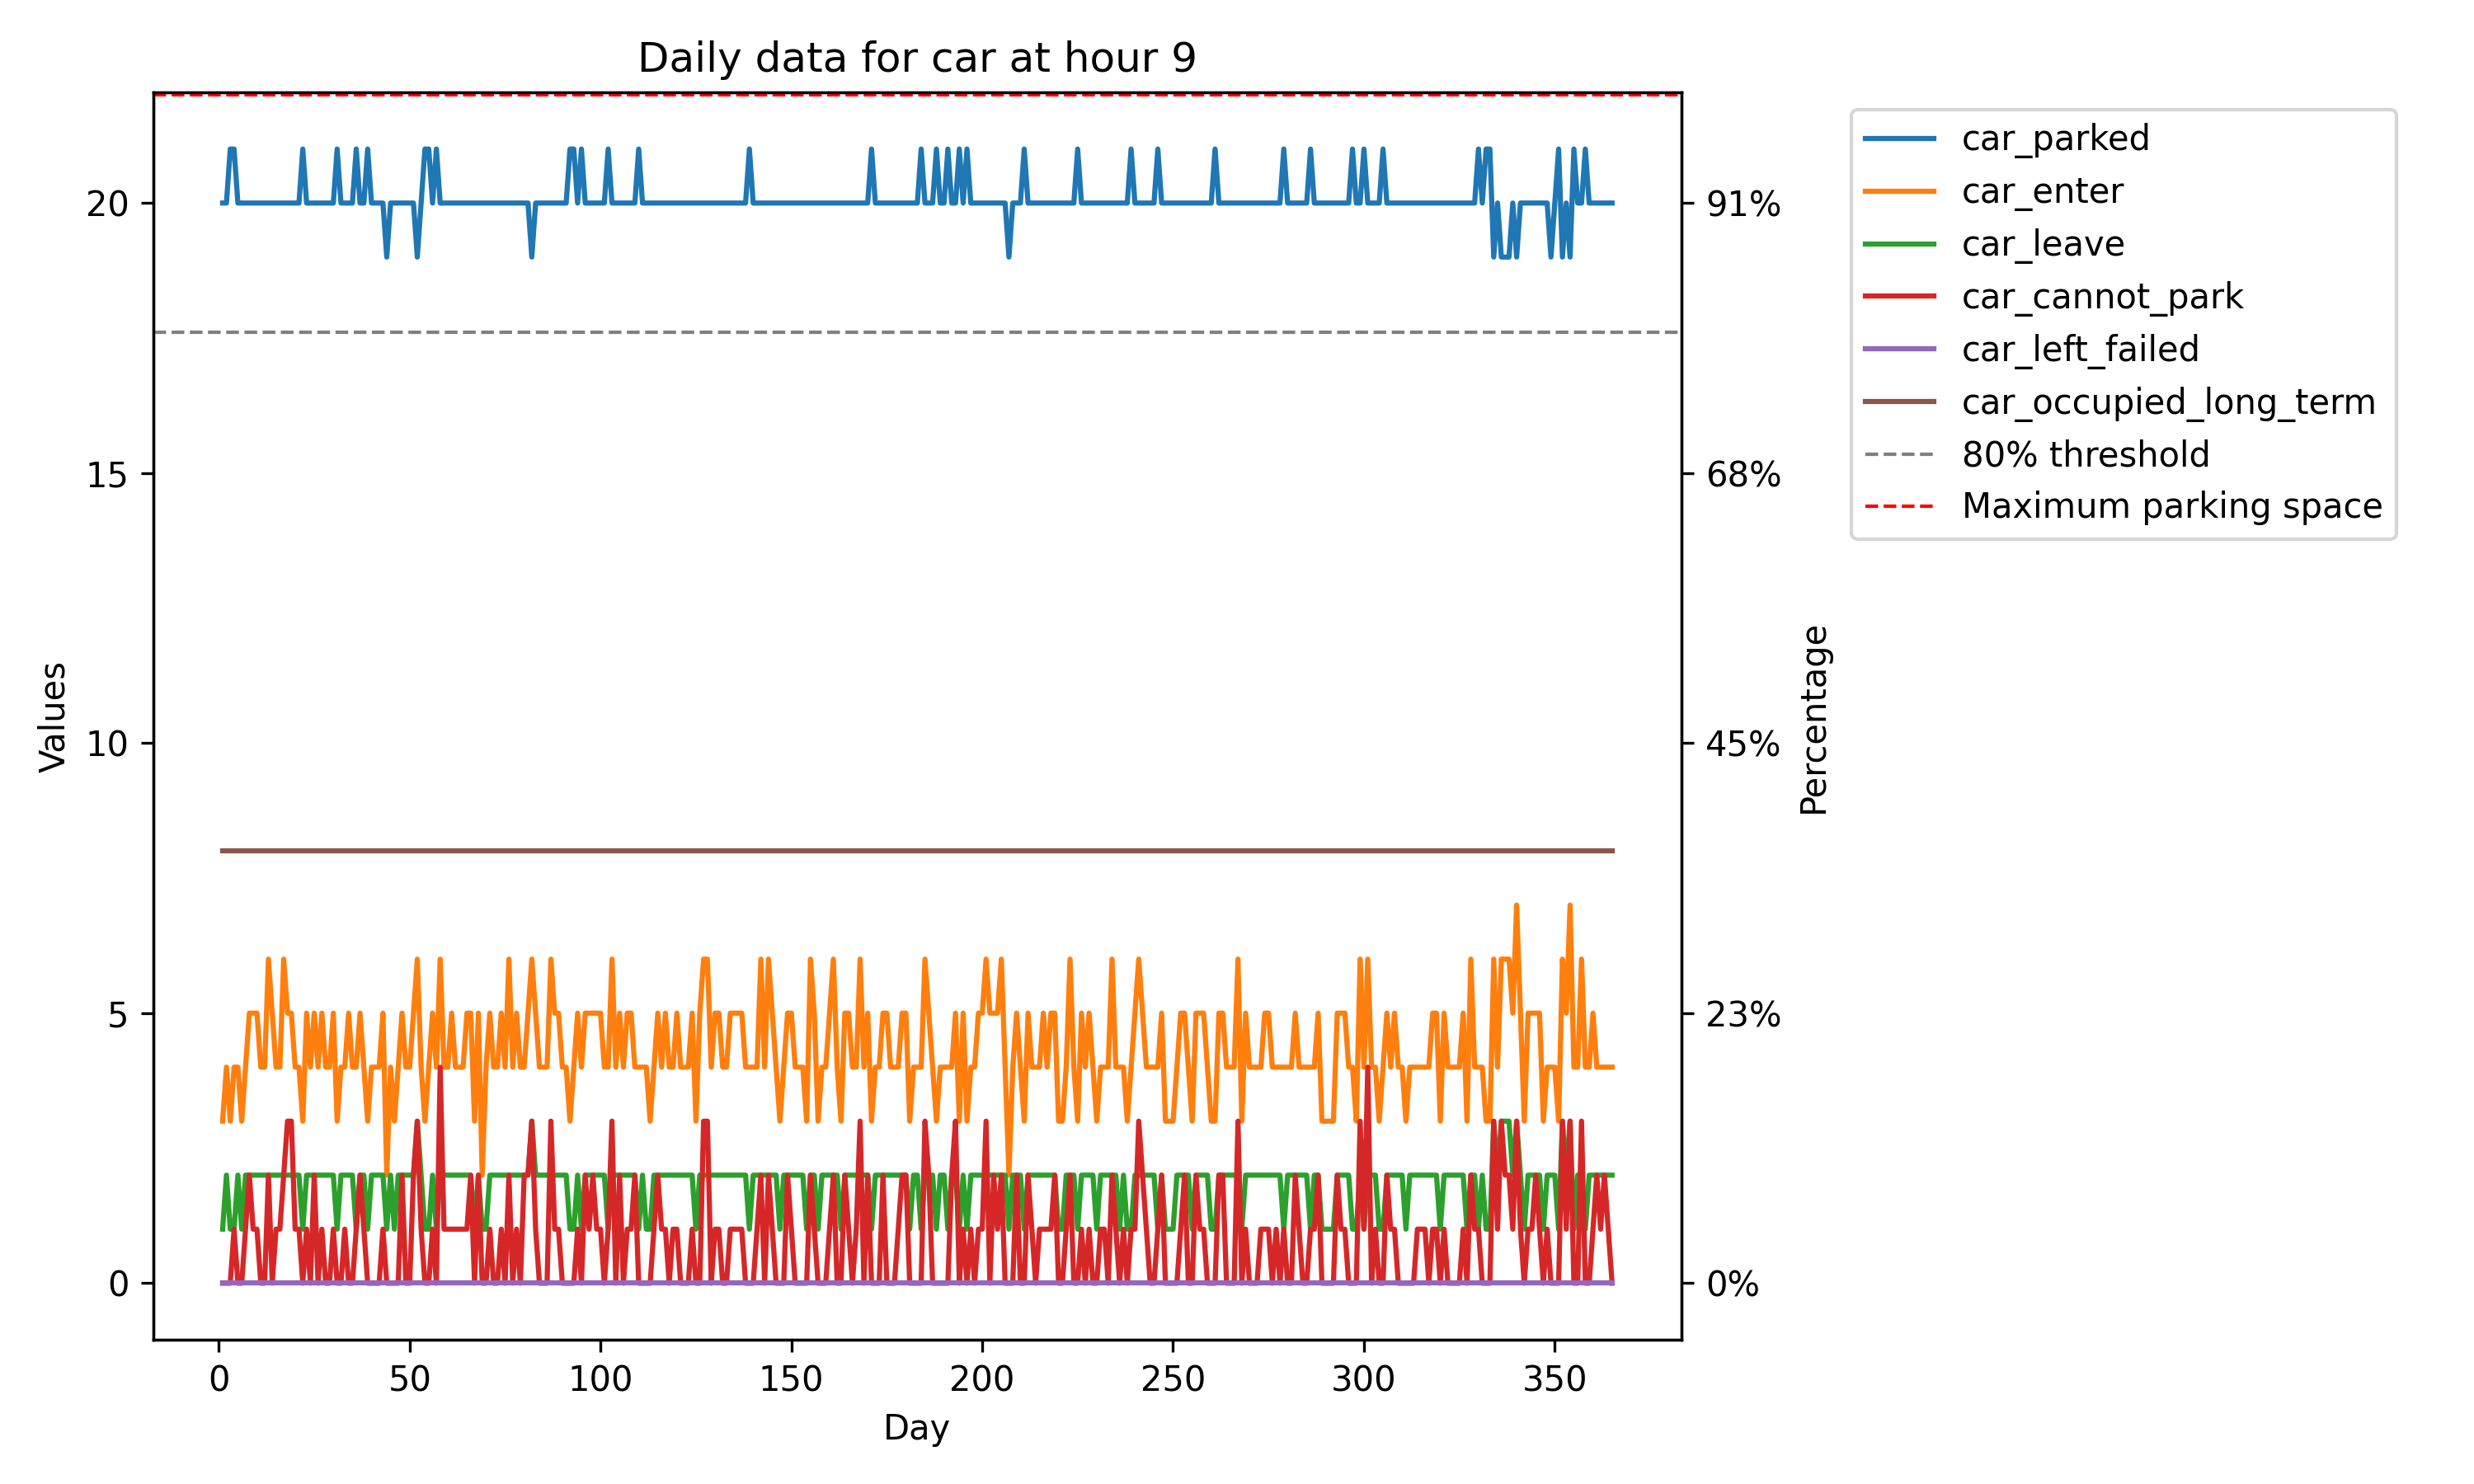 Daily data for car at hour 9
Values
20
15
10
5
0
91%
68%
45%
23%
0%
Percentage
0 50 100 150 200 250 300 350
Day
car_parked
car_enter
car_leave
car_cannot_park
car_left_failed
car_occupied_long_term
80% threshold
Maximum parking space